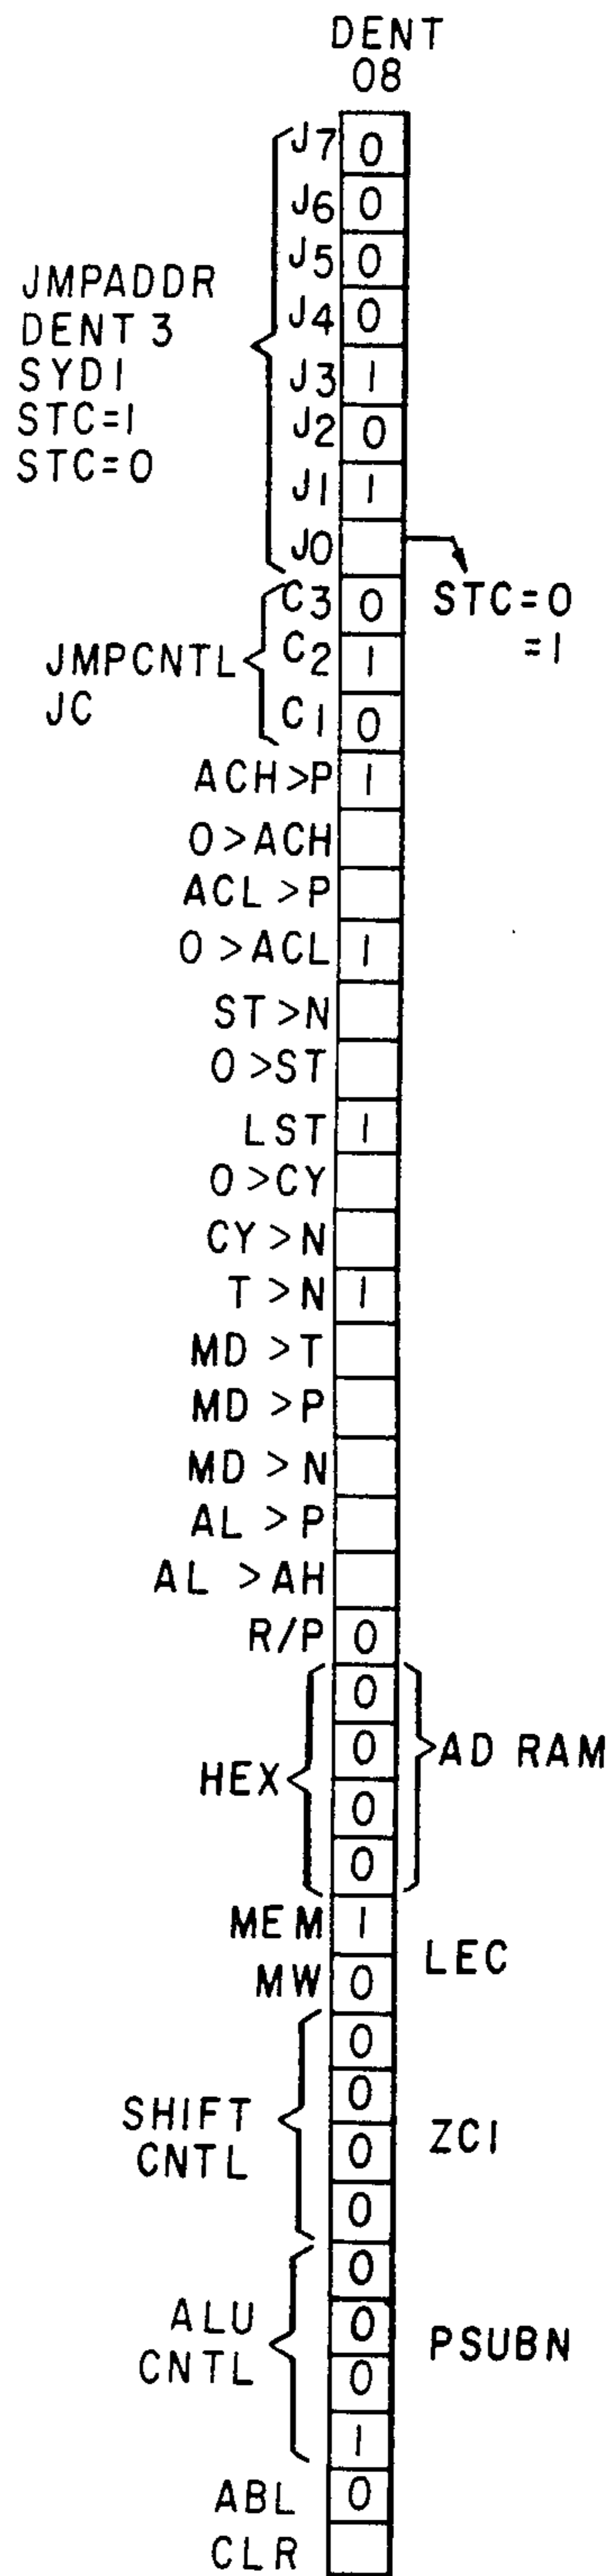 DENT
08
J7 0
J6 0
J5 0
J4 0
J3 1
J2 0
J1 1
J0
JMPADDR
DENT 3
SYD1
STC=1
STC=0
STC=0
=1
C3 0
C2 1
C1 0
JMPCNTL
JC
ACH>P 1
0>ACH
ACL>P
0>ACL 1
ST>N
0>ST
LST 1
0>CY
CY>N
T>N 1
MD>T
MD>P
MD>N
AL>P
AL>AH
R/P 0
HEX
0
0
0
0
AD RAM
MEM 1
MW 0
LEC
SHIFT
CNTL
0
0
0
0
ZC1
ALU
CNTL
0
0
0
1
PSUBN
ABL 0
CLR